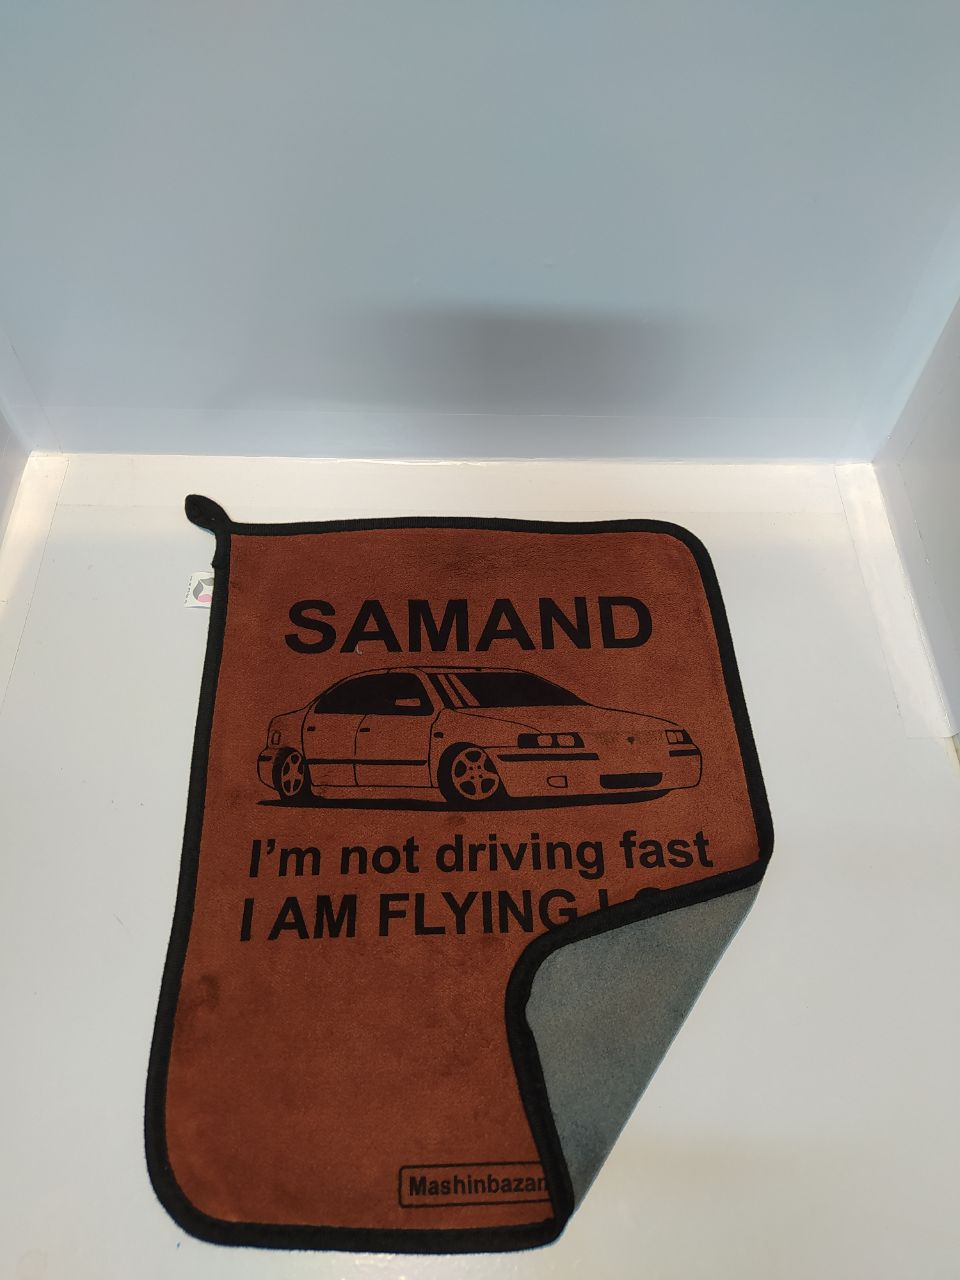 SAMAND
I'm not driving fast
I AM FLYING
Mashinbazan